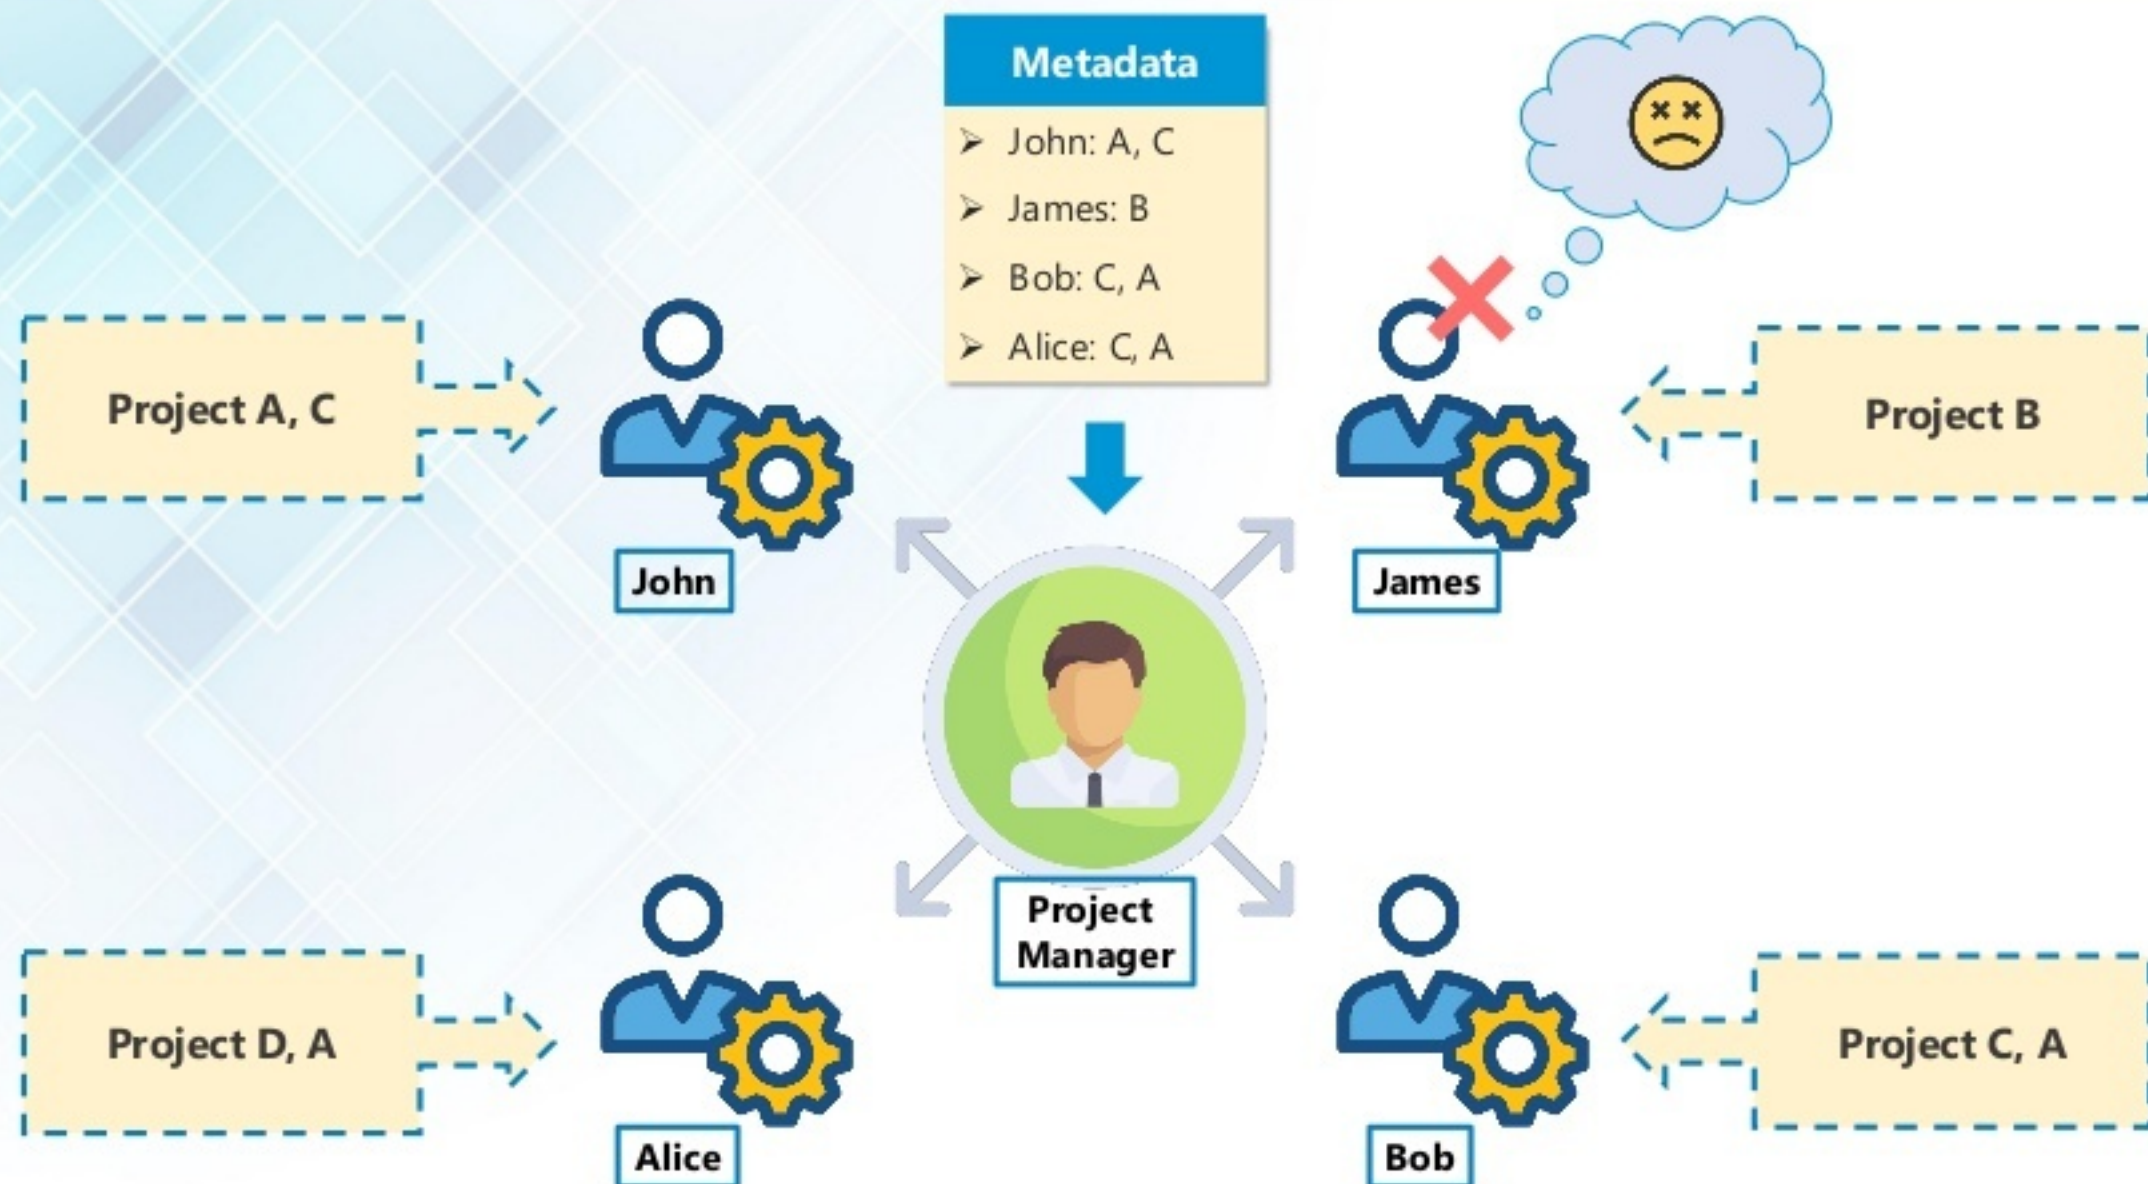 Metadata
➢ John: A, C
➢ James: B
➢ Bob: C, A
➢ Alice: C, A
Project A, C
Project B
John
James
Project
Manager
Project D, A
Project C, A
Alice
Bob